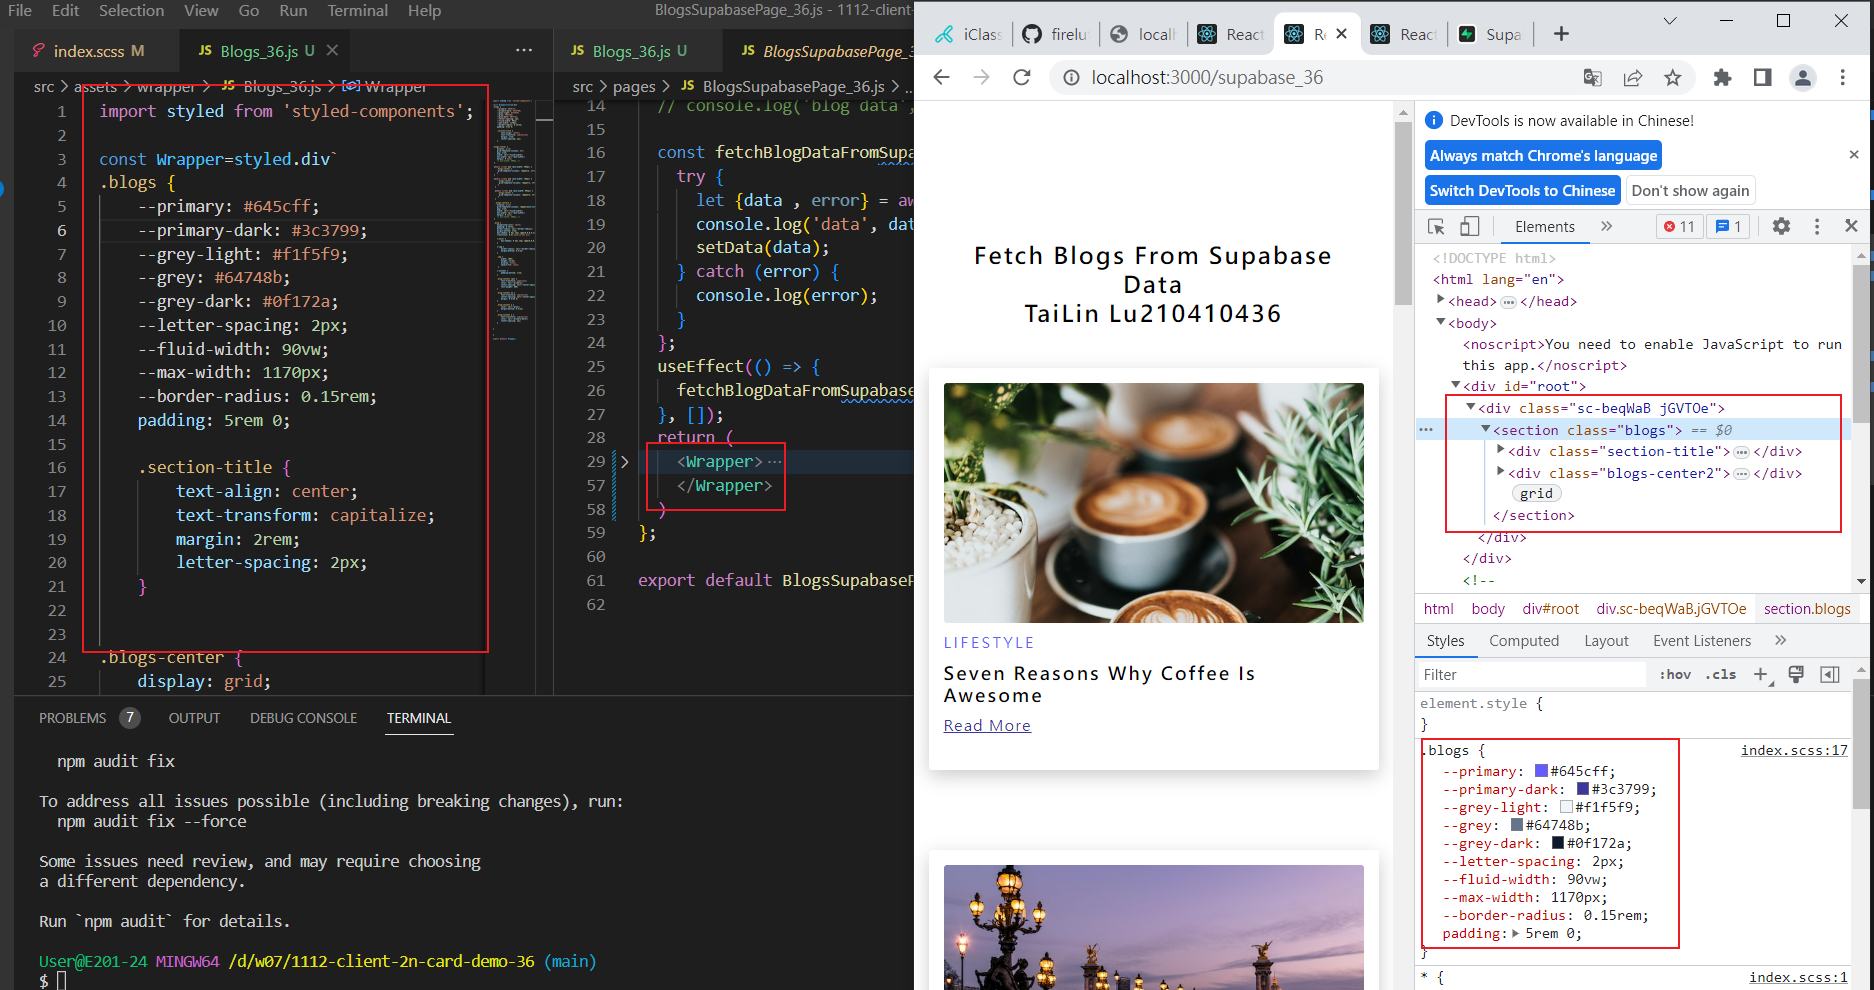 File Edit Selection View Go Run Terminal Help
BlogsSupabasePage_36.js - 1112-client-
index.scss M
JS Blogs_36.js U
src > assets > wrapper > JS Blogs_36.js > Wrapper
1 import styled from 'styled-components';
2
3 const Wrapper=styled.div`
4 .blogs {
5 --primary: #645cff;
6 --primary-dark: #3c3799;
7 --grey-light: #f1f5f9;
8 --grey: #64748b;
9 --grey-dark: #0f172a;
10 --letter-spacing: 2px;
11 --fluid-width: 90vw;
12 --max-width: 1170px;
13 --border-radius: 0.15rem;
14 padding: 5rem 0;
15
16 .section-title {
17 text-align: center;
18 text-transform: capitalize;
19 margin: 2rem;
20 letter-spacing: 2px;
21 }
22
23
24 .blogs-center {
25 display: grid;
JS Blogs_36.js U
JS BlogsSupabasePage_3
src > pages > JS BlogsSupabasePage_36.js > ...
14 // console.log('blog data',
15
16 const fetchBlogDataFromSupa
17 try {
18 let {data , error} = aw
19 console.log('data', dat
20 setData(data);
21 } catch (error) {
22 console.log(error);
23 }
24 };
25 useEffect(() => {
26 fetchBlogDataFromSupabase
27 }, []);
28 return (
29 <Wrapper> ...
57 </Wrapper>
58 )
59 };
60
61 export default BlogsSupabaseP
62
PROBLEMS 7 OUTPUT DEBUG CONSOLE TERMINAL
npm audit fix
To address all issues possible (including breaking changes), run:
npm audit fix --force
Some issues need review, and may require choosing
a different dependency.
Run `npm audit` for details.
User@E201-24 MINGW64 /d/w07/1112-client-2n-card-demo-36 (main)
$
iClass
firelu
localh
React
Re
React
Supa
localhost:3000/supabase_36
Fetch Blogs From Supabase
Data
TaiLin Lu210410436
LIFESTYLE
Seven Reasons Why Coffee Is
Awesome
Read More
DevTools is now available in Chinese!
Always match Chrome's language
Switch DevTools to Chinese Don't show again
Elements » 11 1
<!DOCTYPE html>
<html lang="en">
<head> ... </head>
<body>
<noscript>You need to enable JavaScript to run
this app.</noscript>
<div id="root">
<div class="sc-beqWaB jGVTOe">
<section class="blogs"> == $0
<div class="section-title"> ... </div>
<div class="blogs-center2"> ... </div>
grid
</section>
</div>
</div>
<!--
html body div#root div.sc-beqWaB.jGVTOe section.blogs
Styles Computed Layout Event Listeners »
Filter :hov .cls
element.style {
}
.blogs { index.scss:17
--primary: #645cff;
--primary-dark: #3c3799;
--grey-light: #f1f5f9;
--grey: #64748b;
--grey-dark: #0f172a;
--letter-spacing: 2px;
--fluid-width: 90vw;
--max-width: 1170px;
--border-radius: 0.15rem;
padding: 5rem 0;
}
* { index.scss:1